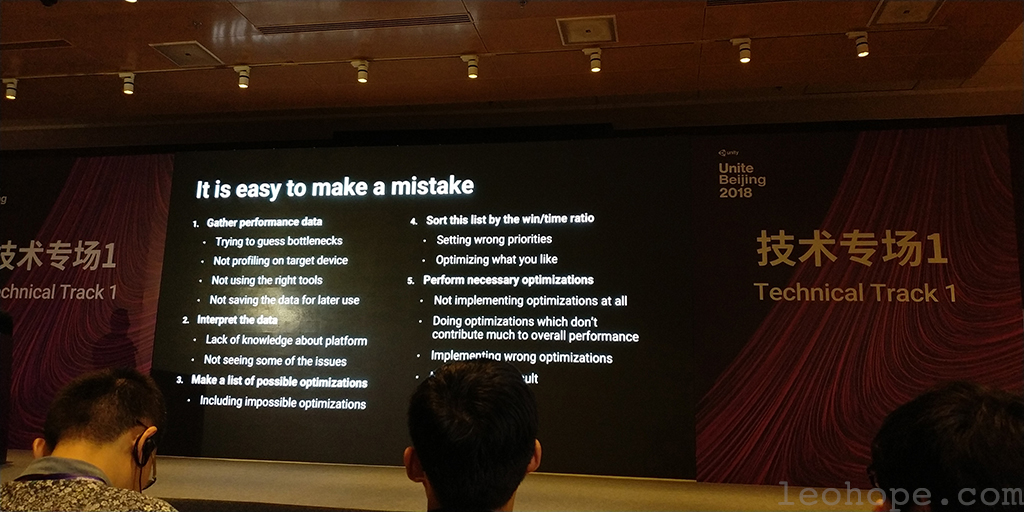 It is easy to make a mistake
1. Gather performance data
• Trying to guess bottlenecks
• Not profiling on target device
• Not using the right tools
• Not saving the data for later use
2. Interpret the data
• Lack of knowledge about platform
• Not seeing some of the issues
3. Make a list of possible optimizations
• Including impossible optimizations
4. Sort this list by the win/time ratio
• Setting wrong priorities
• Optimizing what you like
5. Perform necessary optimizations
• Not implementing optimizations at all
• Doing optimizations which don't
contribute much to overall performance
• Implementing wrong optimizations
•
unity
Unite
Beijing
2018
技术专场1
Technical Track 1
术专场1
chnical Track 1
leohope.com